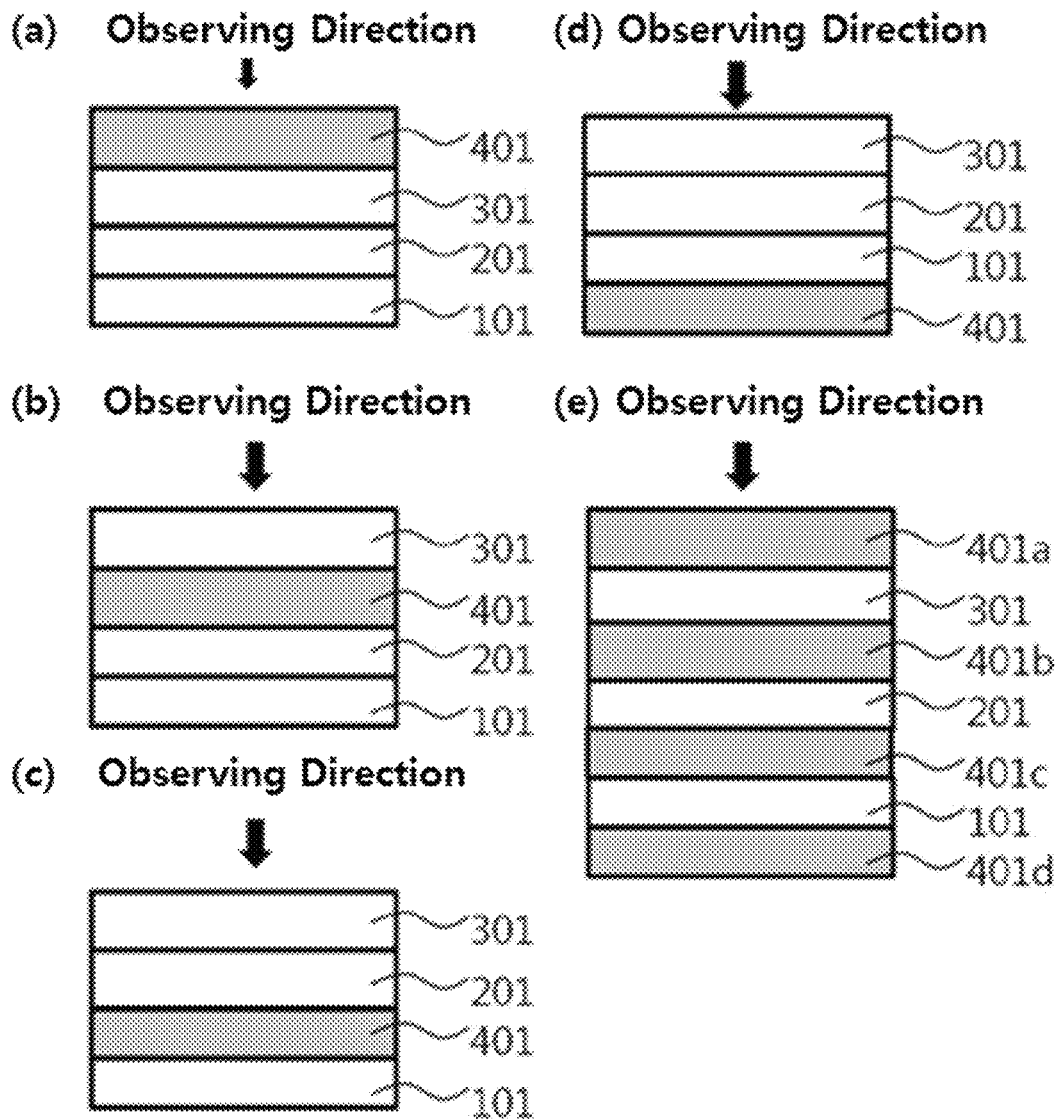 (a) Observing Direction
401
301
201
101
(b) Observing Direction
301
401
201
101
(c) Observing Direction
301
201
401
101
(d) Observing Direction
301
201
101
401
(e) Observing Direction
401a
301
401b
201
401c
101
401d